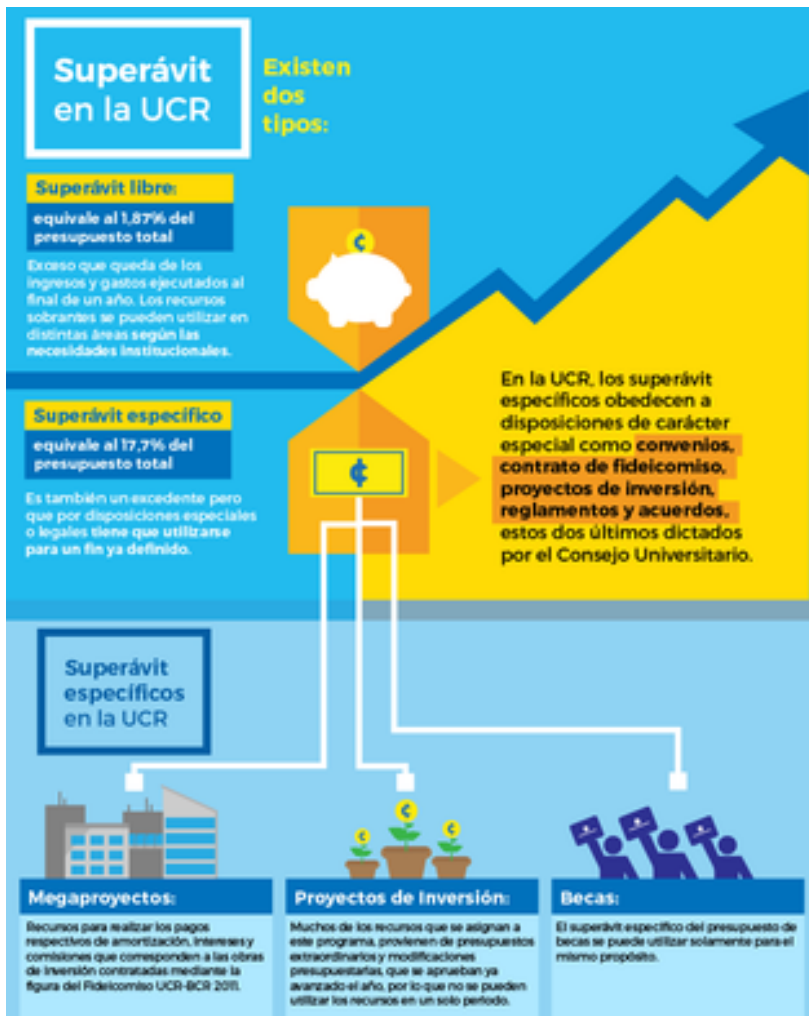 Superávit
en la UCR
Existen
dos
tipos:
Superávit libre:
equivale al 1,87% del
presupuesto total
Exceso que queda de los
ingresos y gastos ejecutados al
final de un año. Los recursos
sobrantes se pueden utilizar en
distintas áreas según las
necesidades institucionales.
¢
Superávit específico
equivale al 17,7% del
presupuesto total
Es también un excedente pero
que por disposiciones especiales
o legales tiene que utilizarse
para un fin ya definido.
¢
En la UCR, los superávit
específicos obedecen a
disposiciones de carácter
especial como convenios,
contrato de fideicomiso,
proyectos de inversión,
reglamentos y acuerdos,
estos dos últimos dictados
por el Consejo Universitario.
Superávit
específicos
en la UCR
¢
¢
¢
Megaproyectos:
Recursos para realizar los pagos
respectivos de amortización, intereses y
comisiones que corresponden a las obras
de inversión contratadas mediante la
figura del Fideicomiso UCR-BCR 2011.
Proyectos de Inversión:
Muchos de los recursos que se asignan a
este programa, provienen de presupuestos
extraordinarios y modificaciones
presupuestarias, que se aprueban ya
avanzado el año, por lo que no se pueden
utilizar los recursos en un solo periodo.
Becas:
El superávit específico del presupuesto de
becas se puede utilizar solamente para el
mismo propósito.